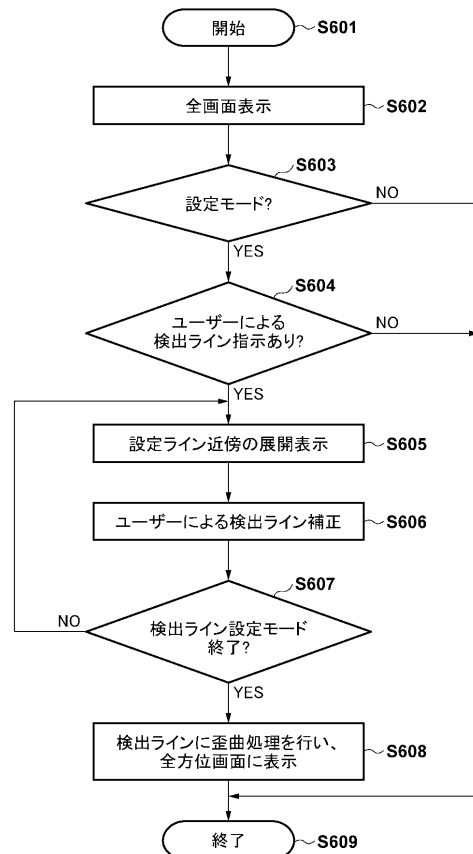 開始
S601
全画面表示
S602
S603
設定モード?
NO
YES
S604
ユーザーによる
検出ライン指示あり?
NO
YES
設定ライン近傍の展開表示
S605
ユーザーによる検出ライン補正
S606
S607
NO
検出ライン設定モード
終了?
YES
検出ラインに歪曲処理を行い、
全方位画面に表示
S608
終了
S609